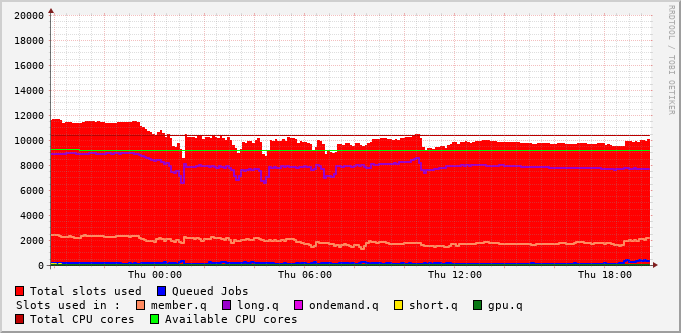 20000
18000
16000
14000
12000
10000
8000
6000
4000
2000
0
Thu 00:00 Thu 06:00 Thu 12:00 Thu 18:00
RRDTOOL / TOBI OETIKER
Total slots used Queued Jobs
Slots used in : member.q long.q ondemand.q short.q gpu.q
Total CPU cores Available CPU cores